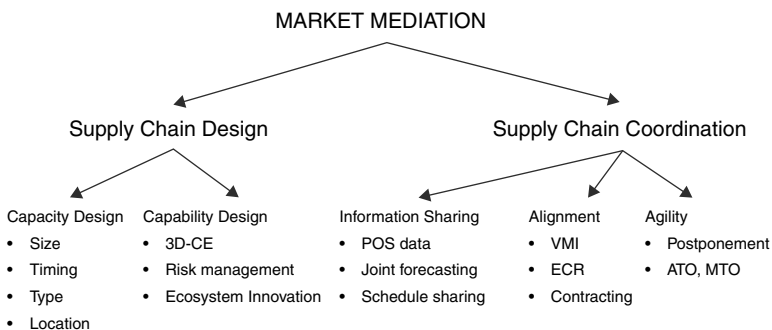 MARKET MEDIATION
Supply Chain Design
Supply Chain Coordination
Capacity Design
• Size
• Timing
• Type
• Location
Capability Design
• 3D-CE
• Risk management
• Ecosystem Innovation
Information Sharing
• POS data
• Joint forecasting
• Schedule sharing
Alignment
• VMI
• ECR
• Contracting
Agility
• Postponement
• ATO, MTO